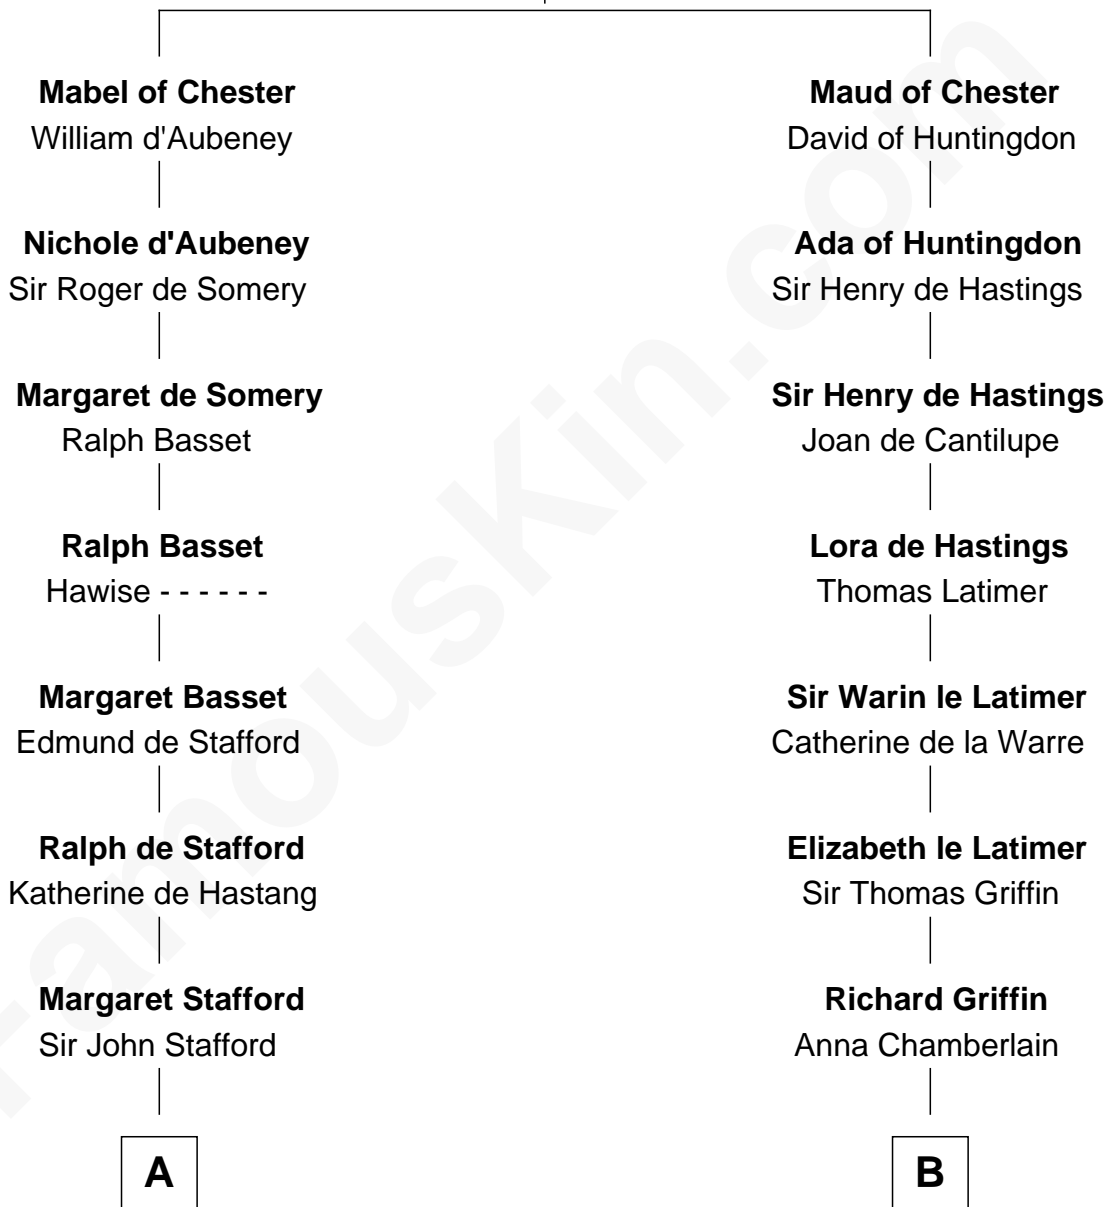 Mabel of Chester
William d'Aubeney
Nichole d'Aubeney
Sir Roger de Somery
Margaret de Somery
Ralph Basset
Ralph Basset
Hawise - - - - - -
Margaret Basset
Edmund de Stafford
Ralph de Stafford
Katherine de Hastang
Margaret Stafford
Sir John Stafford
A
Maud of Chester
David of Huntingdon
Ada of Huntingdon
Sir Henry de Hastings
Sir Henry de Hastings
Joan de Cantilupe
Lora de Hastings
Thomas Latimer
Sir Warin le Latimer
Catherine de la Warre
Elizabeth le Latimer
Sir Thomas Griffin
Richard Griffin
Anna Chamberlain
B
FamousKin.com